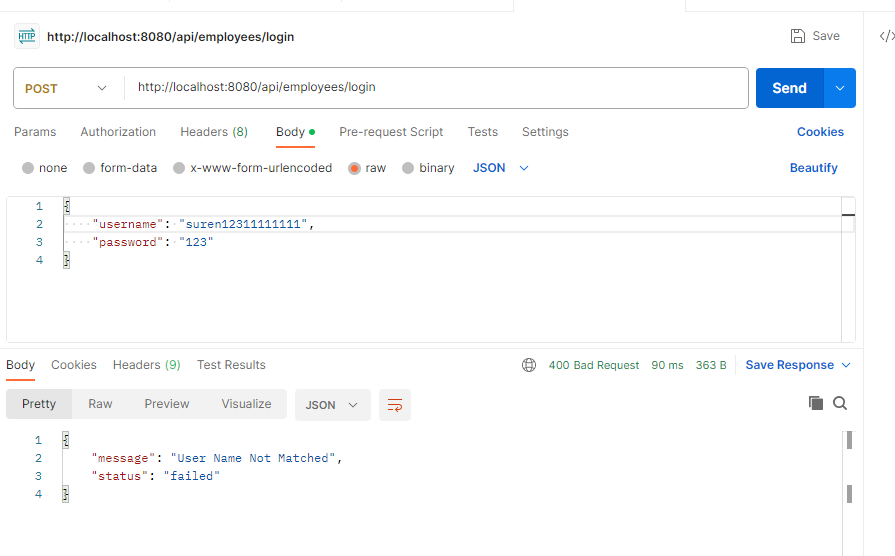 HTTP http://localhost:8080/api/employees/login Save </>
POST http://localhost:8080/api/employees/login Send
Params Authorization Headers (8) Body Pre-request Script Tests Settings Cookies
none form-data x-www-form-urlencoded raw binary JSON Beautify
1 {
2 "username": "suren12311111111",
3 "password": "123"
4 }
Body Cookies Headers (9) Test Results 400 Bad Request 90 ms 363 B Save Response
Pretty Raw Preview Visualize JSON
1 {
2 "message": "User Name Not Matched",
3 "status": "failed"
4 }